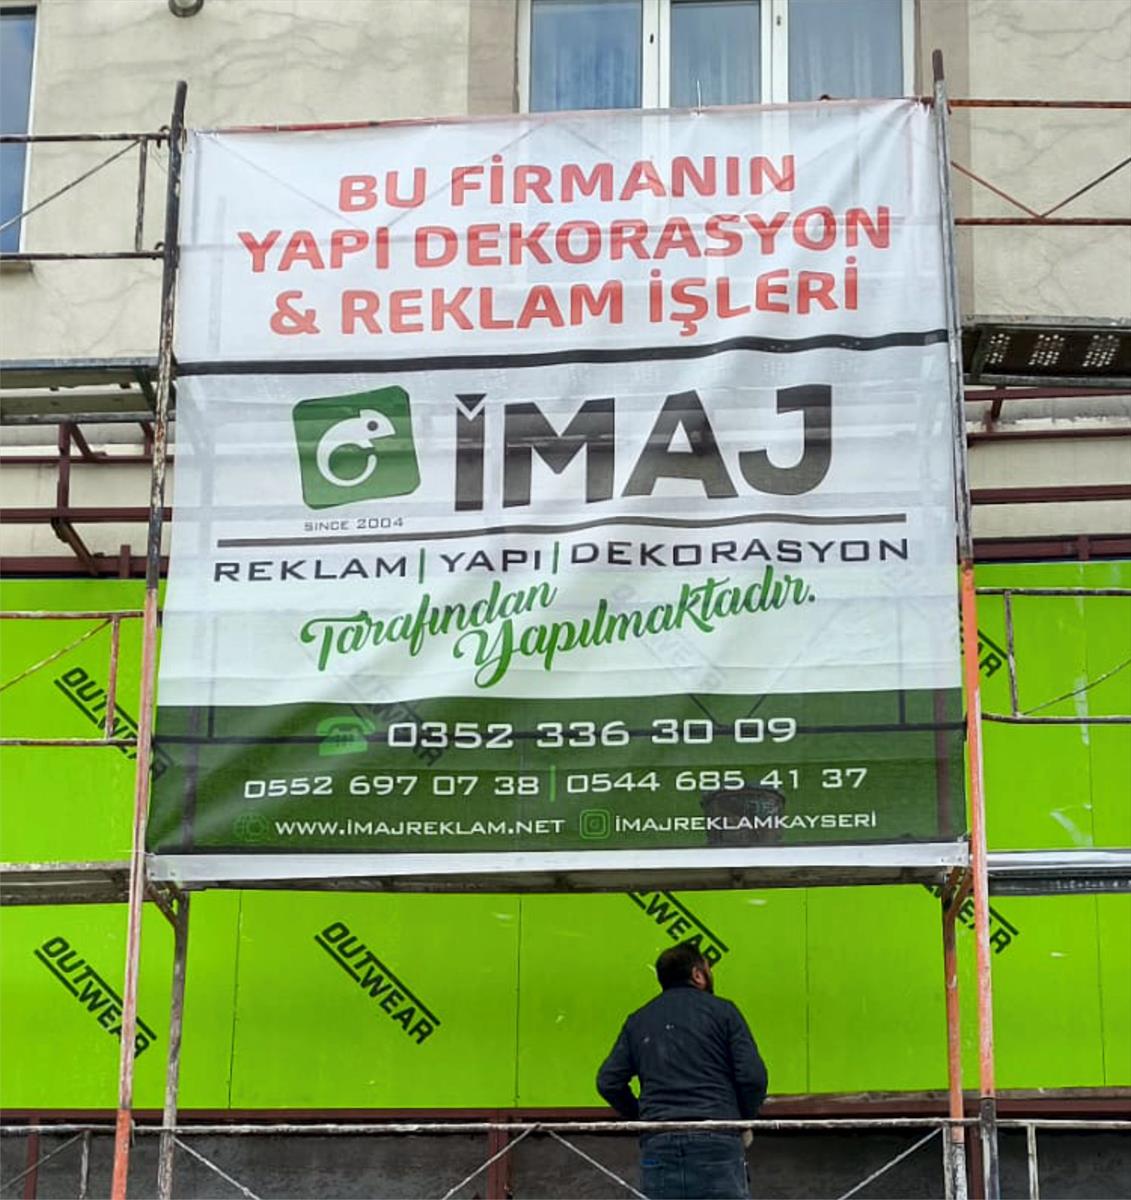 BU FİRMANIN
YAPI DEKORASYON
& REKLAM İŞLERİ
İMAJ
SINCE 2004
REKLAM | YAPI | DEKORASYON
Tarafından
Yapılmaktadır.
0352 336 30 09
0552 697 07 38 | 0544 685 41 37
WWW.İMAJREKLAM.NET İMAJREKLAMKAYSERİ
OUTWEAR
OUTWEAR
OUTWEAR
OUTWEAR
OUTWEAR